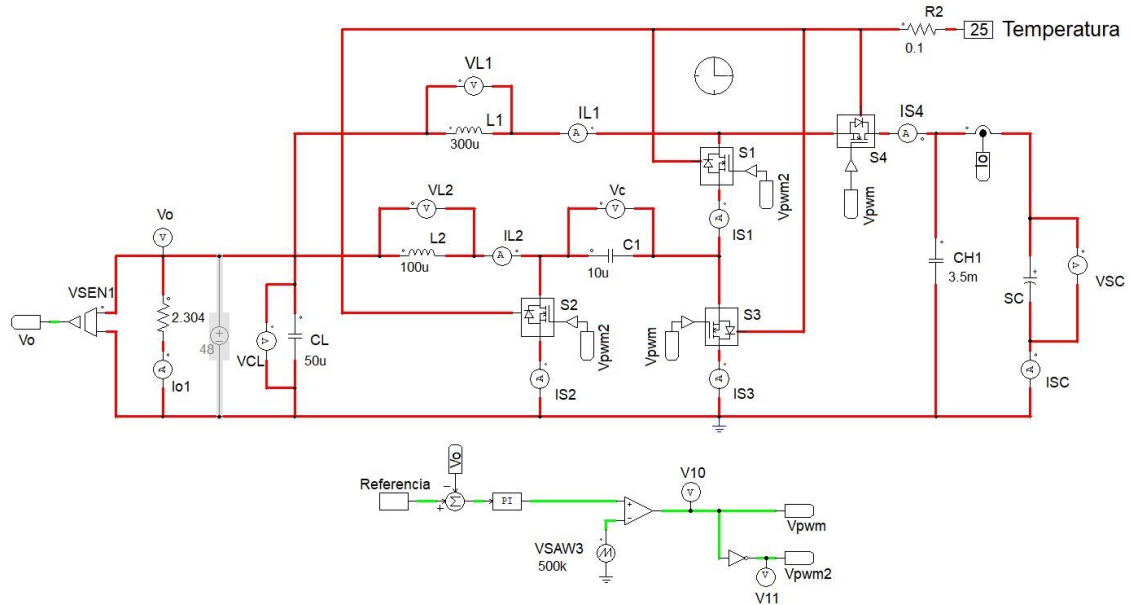 R2
25 Temperatura
0.1
VL1
V
L1
300u
IL1
A
IS4
A
S4
Vpwm
Io
S1
Vpwm2
A
IS1
VL2
V
L2
100u
IL2
A
Vc
V
C1
10u
CH1
3.5m
SC
V
VSC
Vo
V
VSEN1
Vo
2.304
A
Io1
48
V
VCL
CL
50u
S2
Vpwm2
A
IS2
Vpwm
S3
A
IS3
A
ISC
Referencia
Vo
PI
VSAW3
500k
V10
V
Vpwm
Vpwm2
V
V11